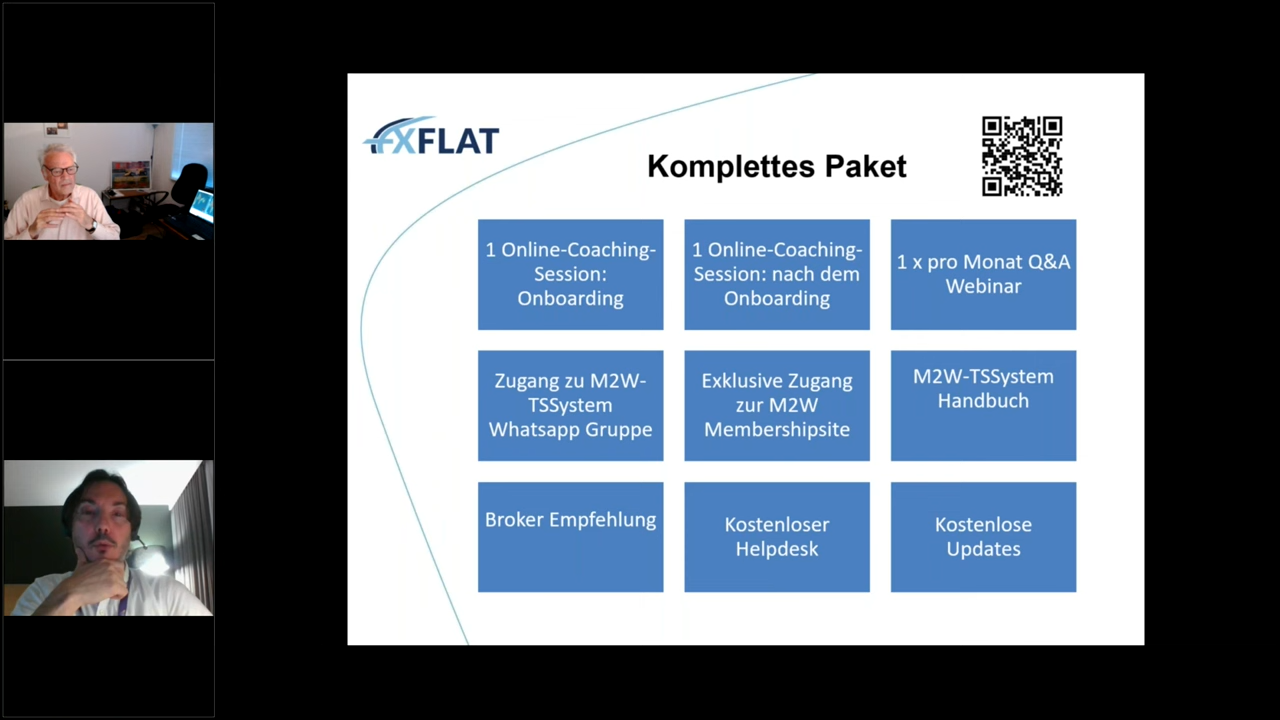 FXFLAT
Komplettes Paket
1 Online-Coaching-
Session:
Onboarding
1 Online-Coaching-
Session: nach dem
Onboarding
1 x pro Monat Q&A
Webinar
Zugang zu M2W-
TSSystem
Whatsapp Gruppe
Exklusive Zugang
zur M2W
Membershipsite
M2W-TSSystem
Handbuch
Broker Empfehlung
Kostenloser
Helpdesk
Kostenlose
Updates